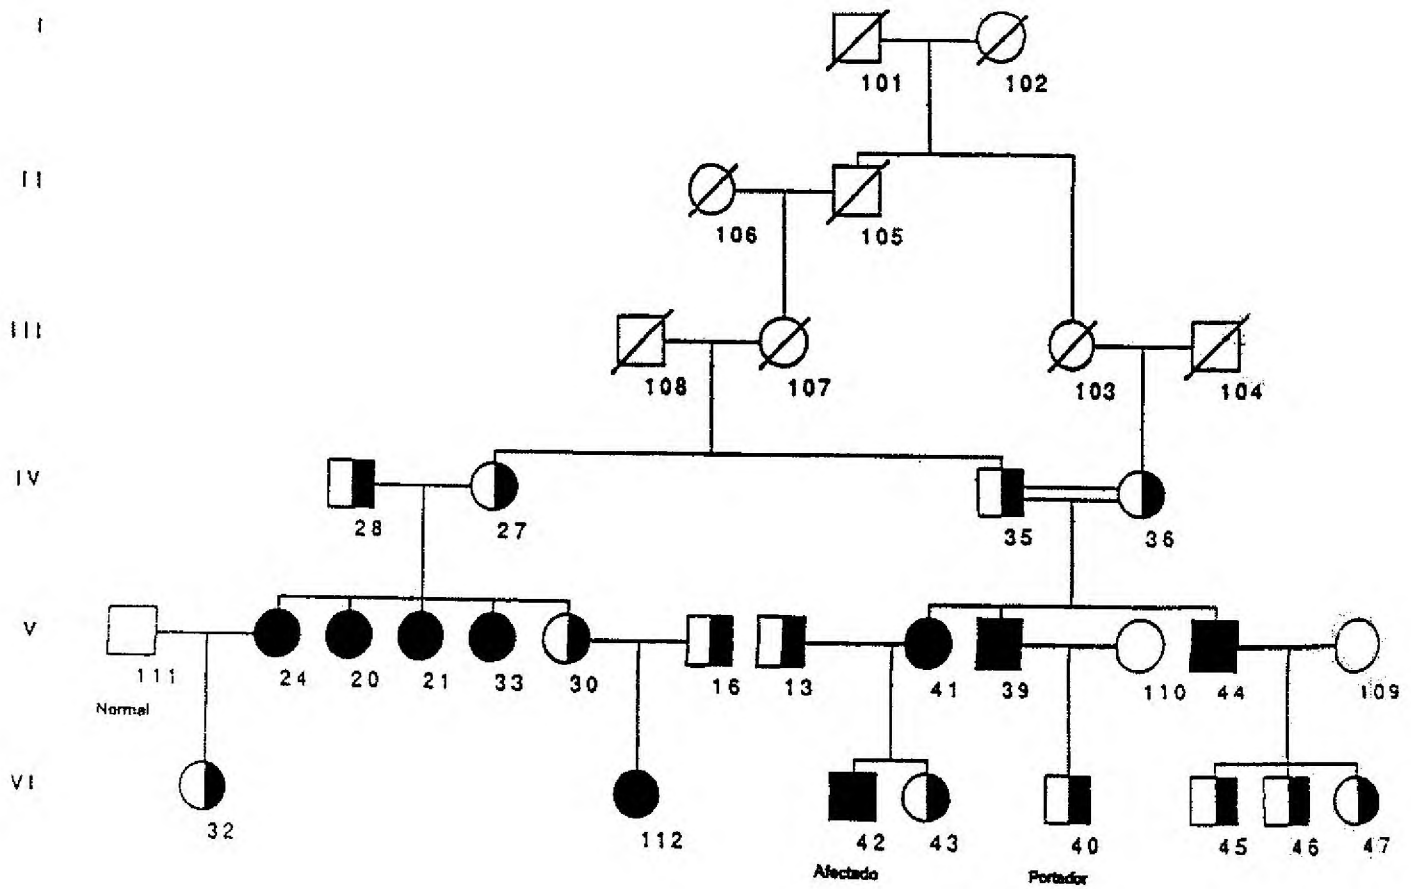 I
101 102
II
106 105
III
108 107 103 104
IV
28 27 35 36
V
111 24 20 21 33 30 16 13 41 39 110 44 109
Normal
VI
32 112 42 43 40 45 46 47
Afectado Portador